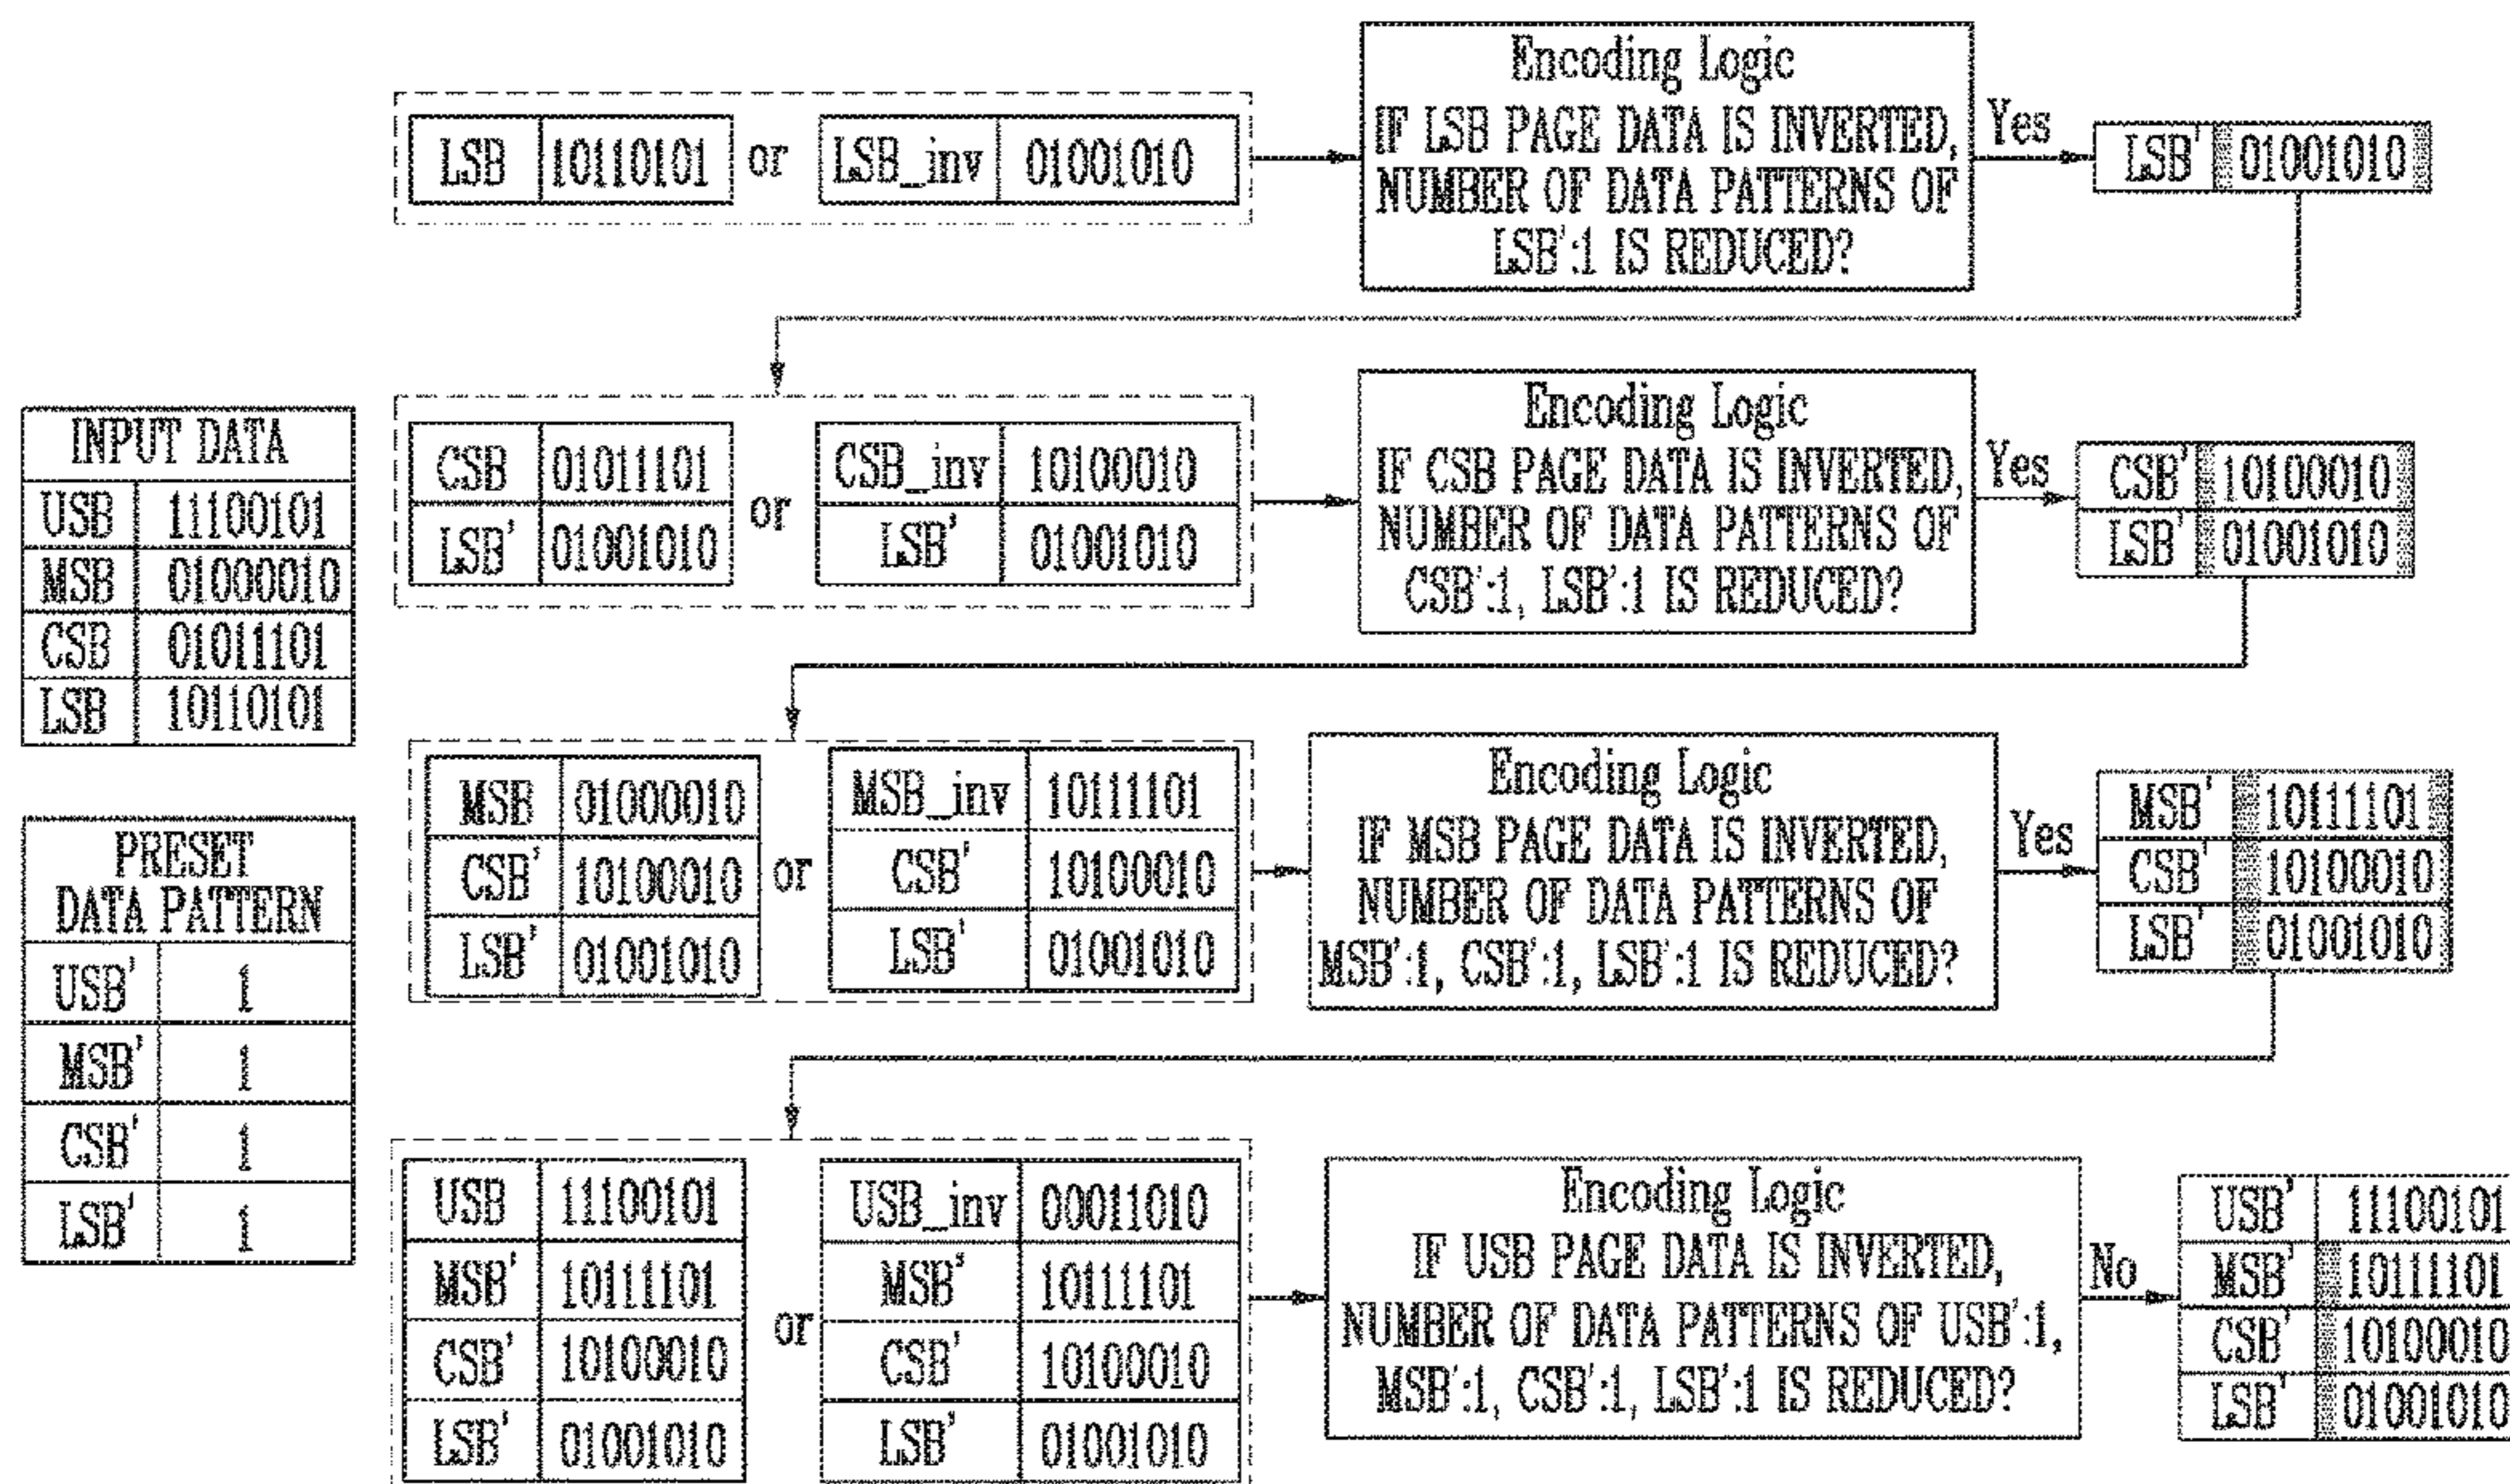 Encoding Logic
IF LSB PAGE DATA IS INVERTED,
NUMBER OF DATA PATTERNS OF
LSB':1 IS REDUCED?
LSB 10110101 or LSB_inv 01001010
Yes
LSB' 01001010
INPUT DATA
USB 11100101
MSB 01000010
CSB 01011101
LSB 10110101
PRESET
DATA PATTERN
USB' 1
MSB' 1
CSB' 1
LSB' 1
CSB 01011101
LSB' 01001010
or
CSB_inv 10100010
LSB' 01001010
Encoding Logic
IF CSB PAGE DATA IS INVERTED,
NUMBER OF DATA PATTERNS OF
CSB':1, LSB':1 IS REDUCED?
Yes
CSB' 10100010
LSB' 01001010
MSB 01000010
CSB' 10100010
LSB' 01001010
or
MSB_inv 10111101
CSB' 10100010
LSB' 01001010
Encoding Logic
IF MSB PAGE DATA IS INVERTED,
NUMBER OF DATA PATTERNS OF
MSB':1, CSB':1, LSB':1 IS REDUCED?
Yes
MSB' 10111101
CSB' 10100010
LSB' 01001010
USB 11100101
MSB' 10111101
CSB' 10100010
LSB' 01001010
or
USB_inv 00011010
MSB' 10111101
CSB' 10100010
LSB' 01001010
Encoding Logic
IF USB PAGE DATA IS INVERTED,
NUMBER OF DATA PATTERNS OF USB':1,
MSB':1, CSB':1, LSB':1 IS REDUCED?
No
USB' 11100101
MSB' 10111101
CSB' 10100010
LSB' 01001010